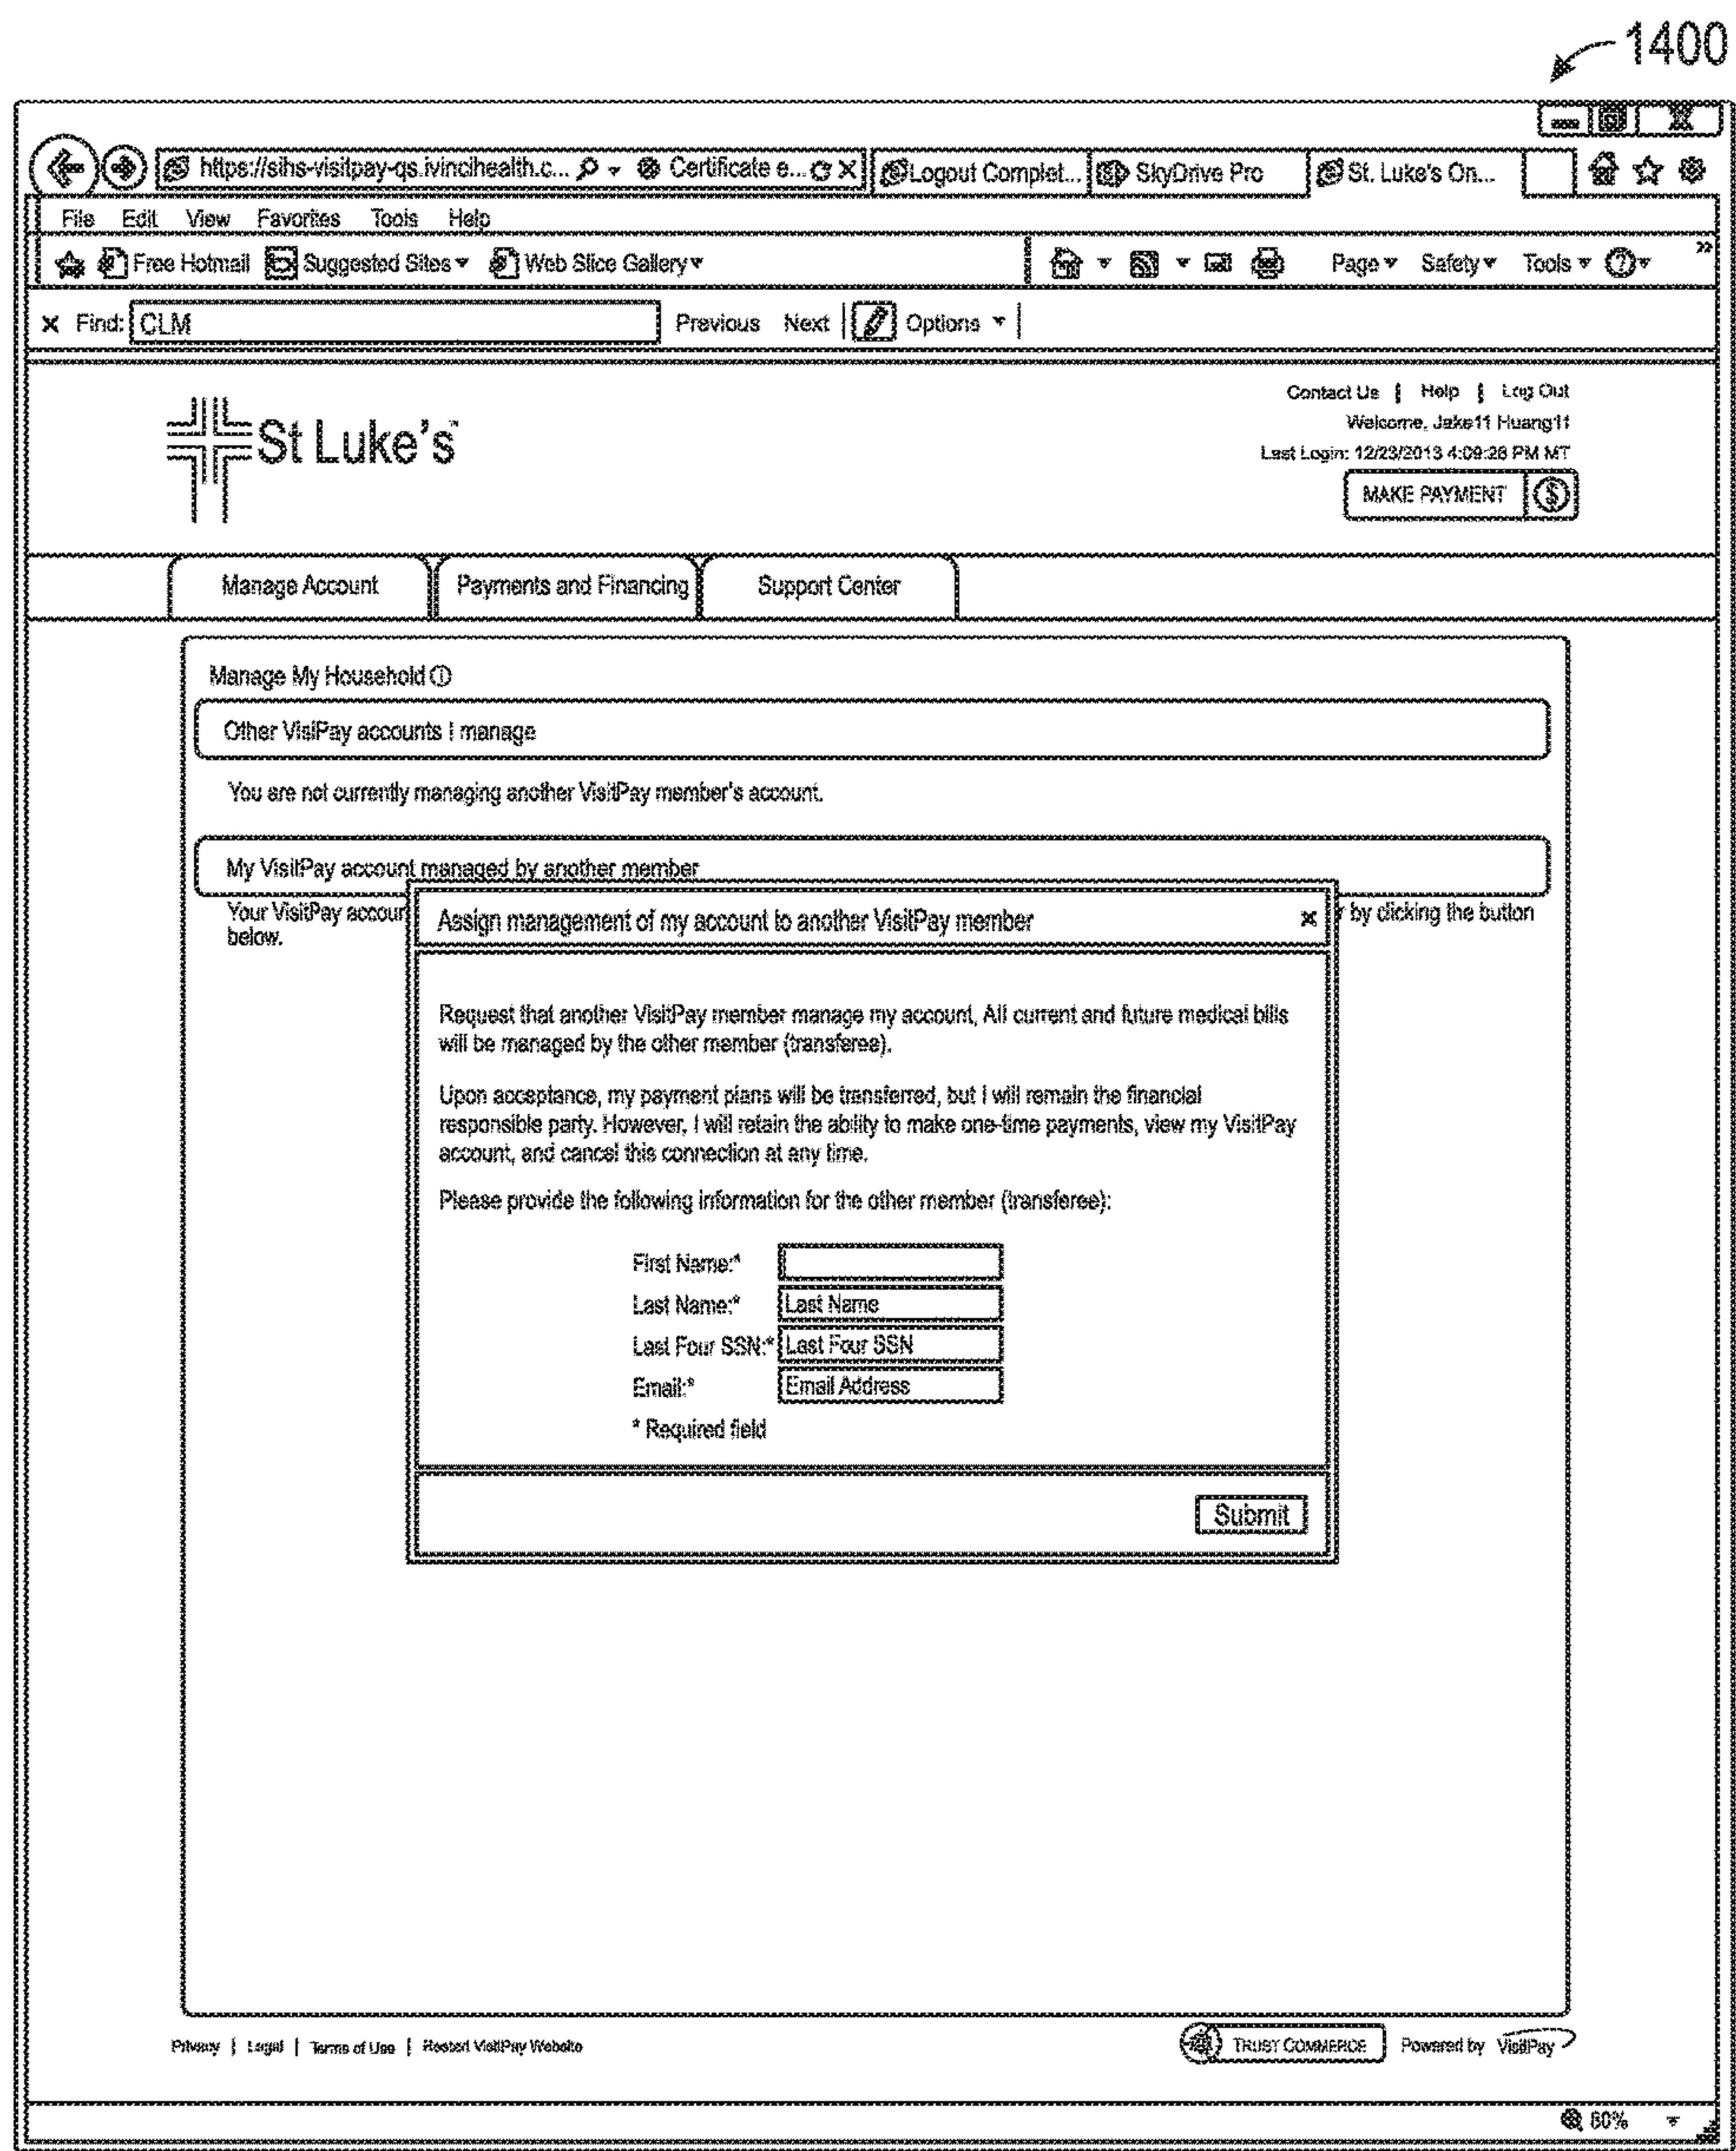 1400
https://slhs-visitpay-qs.ivincihealth.c... Certificate e... Logout Complet... SkyDrive Pro St. Luke's On...
File Edit View Favorites Tools Help
Free Hotmail Suggested Sites Web Slice Gallery Page Safety Tools
x Find: CLM Previous Next Options
Contact Us | Help | Log Out
Welcome, Jake11 Huang11
Last Login: 12/23/2013 4:09:28 PM MT
St Luke's™
MAKE PAYMENT $
Manage Account Payments and Financing Support Center
Manage My Household
Other VisiPay accounts I manage
You are not currently managing another VisitPay member's account.
My VisitPay account managed by another member
Your VisitPay accoun r by clicking the button
below.
Assign management of my account to another VisitPay member x
Request that another VisitPay member manage my account, All current and future medical bills
will be managed by the other member (transferee).
Upon acceptance, my payment plans will be transferred, but I will remain the financial
responsible party. However, I will retain the ability to make one-time payments, view my VisitPay
account, and cancel this connection at any time.
Please provide the following information for the other member (transferee):
First Name:*
Last Name:* Last Name
Last Four SSN:* Last Four SSN
Email:* Email Address
* Required field
Submit
Privacy | Legal | Terms of Use | VisitPay Website TRUST COMMERCE Powered by VisitPay
60%